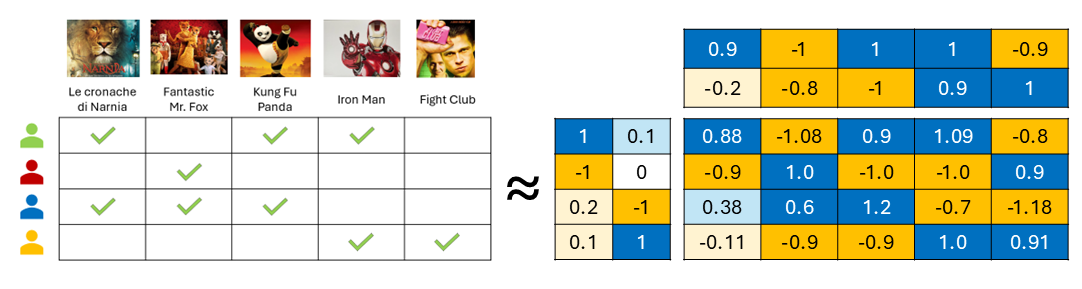 NARNIA
Le cronache
di Narnia
Fantastic
Mr. Fox
Kung Fu
Panda
Iron Man
Fight Club
≈
0.9 -1 1 1 -0.9
-0.2 -0.8 -1 0.9 1
1 0.1
-1 0
0.2 -1
0.1 1
0.88 -1.08 0.9 1.09 -0.8
-0.9 1.0 -1.0 -1.0 0.9
0.38 0.6 1.2 -0.7 -1.18
-0.11 -0.9 -0.9 1.0 0.91